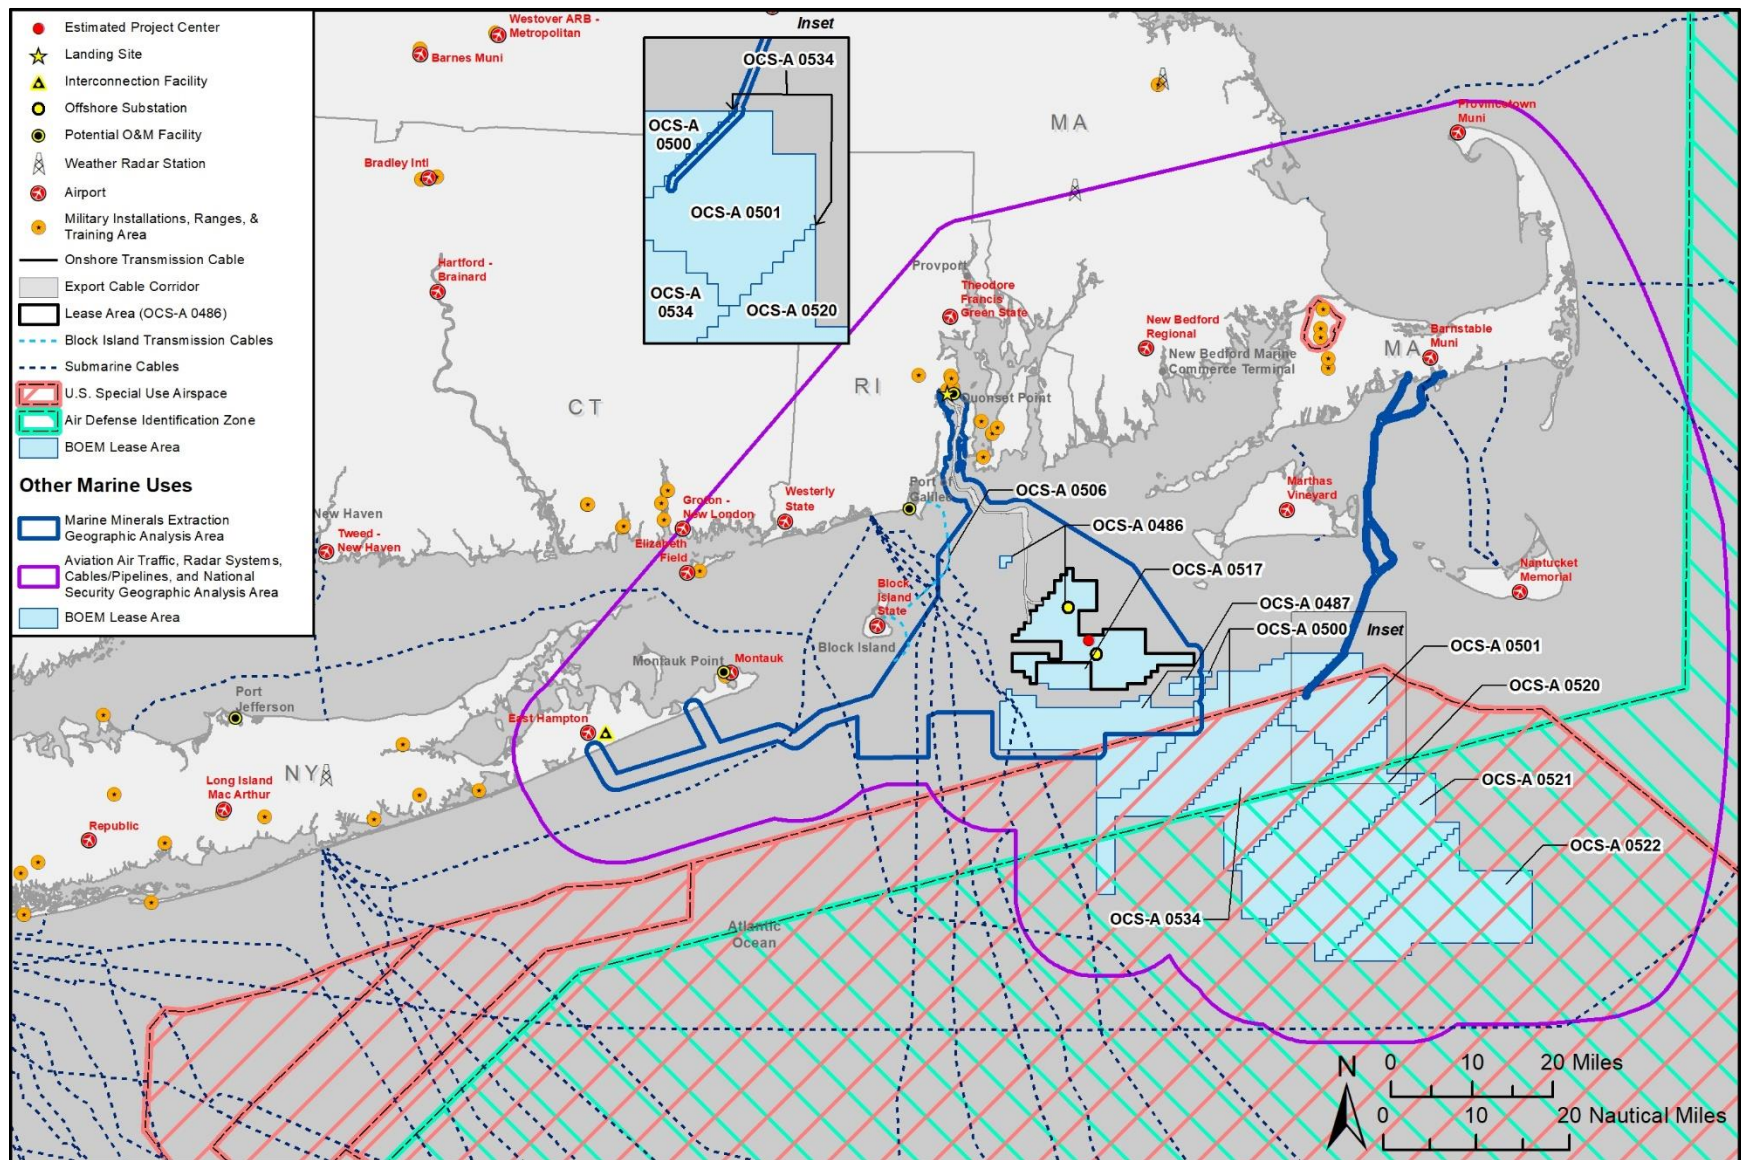 Estimated Project Center
Landing Site
Interconnection Facility
Offshore Substation
Potential O&M Facility
Weather Radar Station
Airport
Military Installations, Ranges, &
Training Area
Onshore Transmission Cable
Export Cable Corridor
Lease Area (OCS-A 0486)
Block Island Transmission Cables
Submarine Cables
U.S. Special Use Airspace
Air Defense Identification Zone
BOEM Lease Area
Other Marine Uses
Marine Minerals Extraction
Geographic Analysis Area
Aviation Air Traffic, Radar Systems,
Cables/Pipelines, and National
Security Geographic Analysis Area
BOEM Lease Area
Westover ARB -
Metropolitan
Barnes Muni
Inset
OCS-A 0534
OCS-A
0500
OCS-A 0501
OCS-A
0534
OCS-A 0520
MA
Provincetown
Muni
Bradley Intl
Hartford -
Brainard
Provport
Theodore
Francis
Green State
New Bedford
Regional
New Bedford Marine
Commerce Terminal
MA
Barnstable
Muni
RI
CT
Quonset Point
Port of
Galilee
OCS-A 0506
OCS-A 0486
OCS-A 0517
OCS-A 0487
OCS-A 0500
Inset
OCS-A 0501
OCS-A 0520
OCS-A 0521
OCS-A 0522
OCS-A 0534
Marthas
Vineyard
Nantucket
Memorial
New Haven
Tweed -
New Haven
Groton -
New London
Westerly
State
Elizabeth
Field
Block
Island
State
Block Island
Montauk Point
Montauk
Port
Jefferson
East Hampton
NY
Long Island
Mac Arthur
Republic
Atlantic
Ocean
N
0 10 20 Miles
0 10 20 Nautical Miles